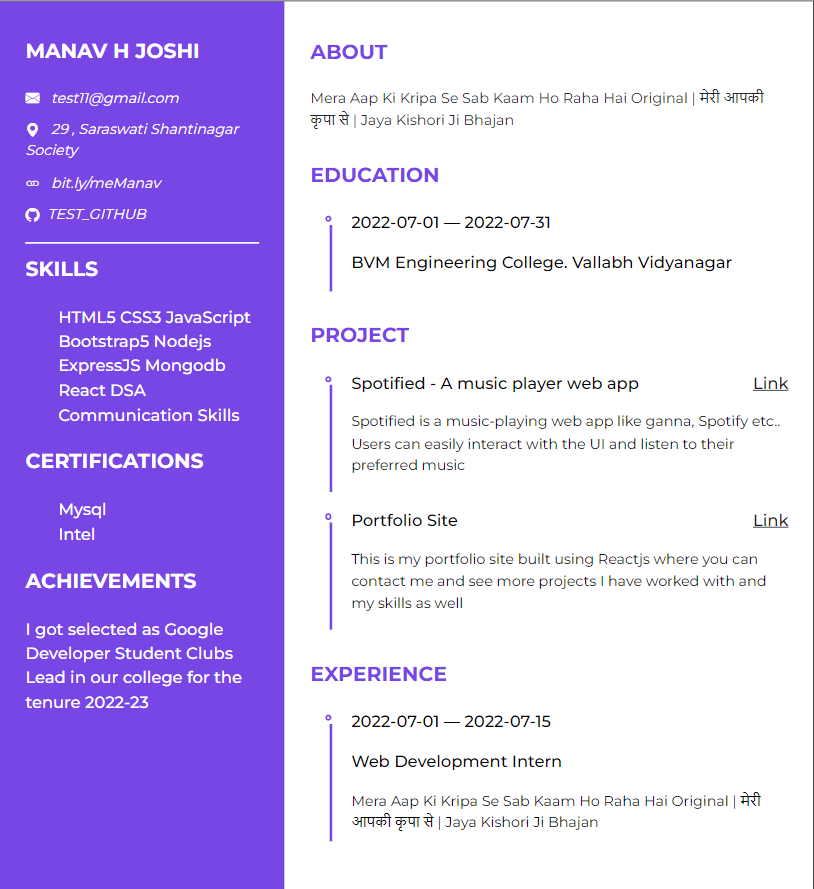 MANAV H JOSHI
test11@gmail.com
29 , Saraswati Shantinagar
Society
bit.ly/meManav
TEST_GITHUB
SKILLS
HTML5 CSS3 JavaScript
Bootstrap5 Nodejs
ExpressJS Mongodb
React DSA
Communication Skills
CERTIFICATIONS
Mysql
Intel
ACHIEVEMENTS
I got selected as Google
Developer Student Clubs
Lead in our college for the
tenure 2022-23
ABOUT
Mera Aap Ki Kripa Se Sab Kaam Ho Raha Hai Original | मेरी आपकी
कृपा से | Jaya Kishori Ji Bhajan
EDUCATION
2022-07-01 — 2022-07-31
BVM Engineering College. Vallabh Vidyanagar
PROJECT
Spotified - A music player web app Link
Spotified is a music-playing web app like ganna, Spotify etc..
Users can easily interact with the UI and listen to their
preferred music
Portfolio Site Link
This is my portfolio site built using Reactjs where you can
contact me and see more projects I have worked with and
my skills as well
EXPERIENCE
2022-07-01 — 2022-07-15
Web Development Intern
Mera Aap Ki Kripa Se Sab Kaam Ho Raha Hai Original | मेरी
आपकी कृपा से | Jaya Kishori Ji Bhajan